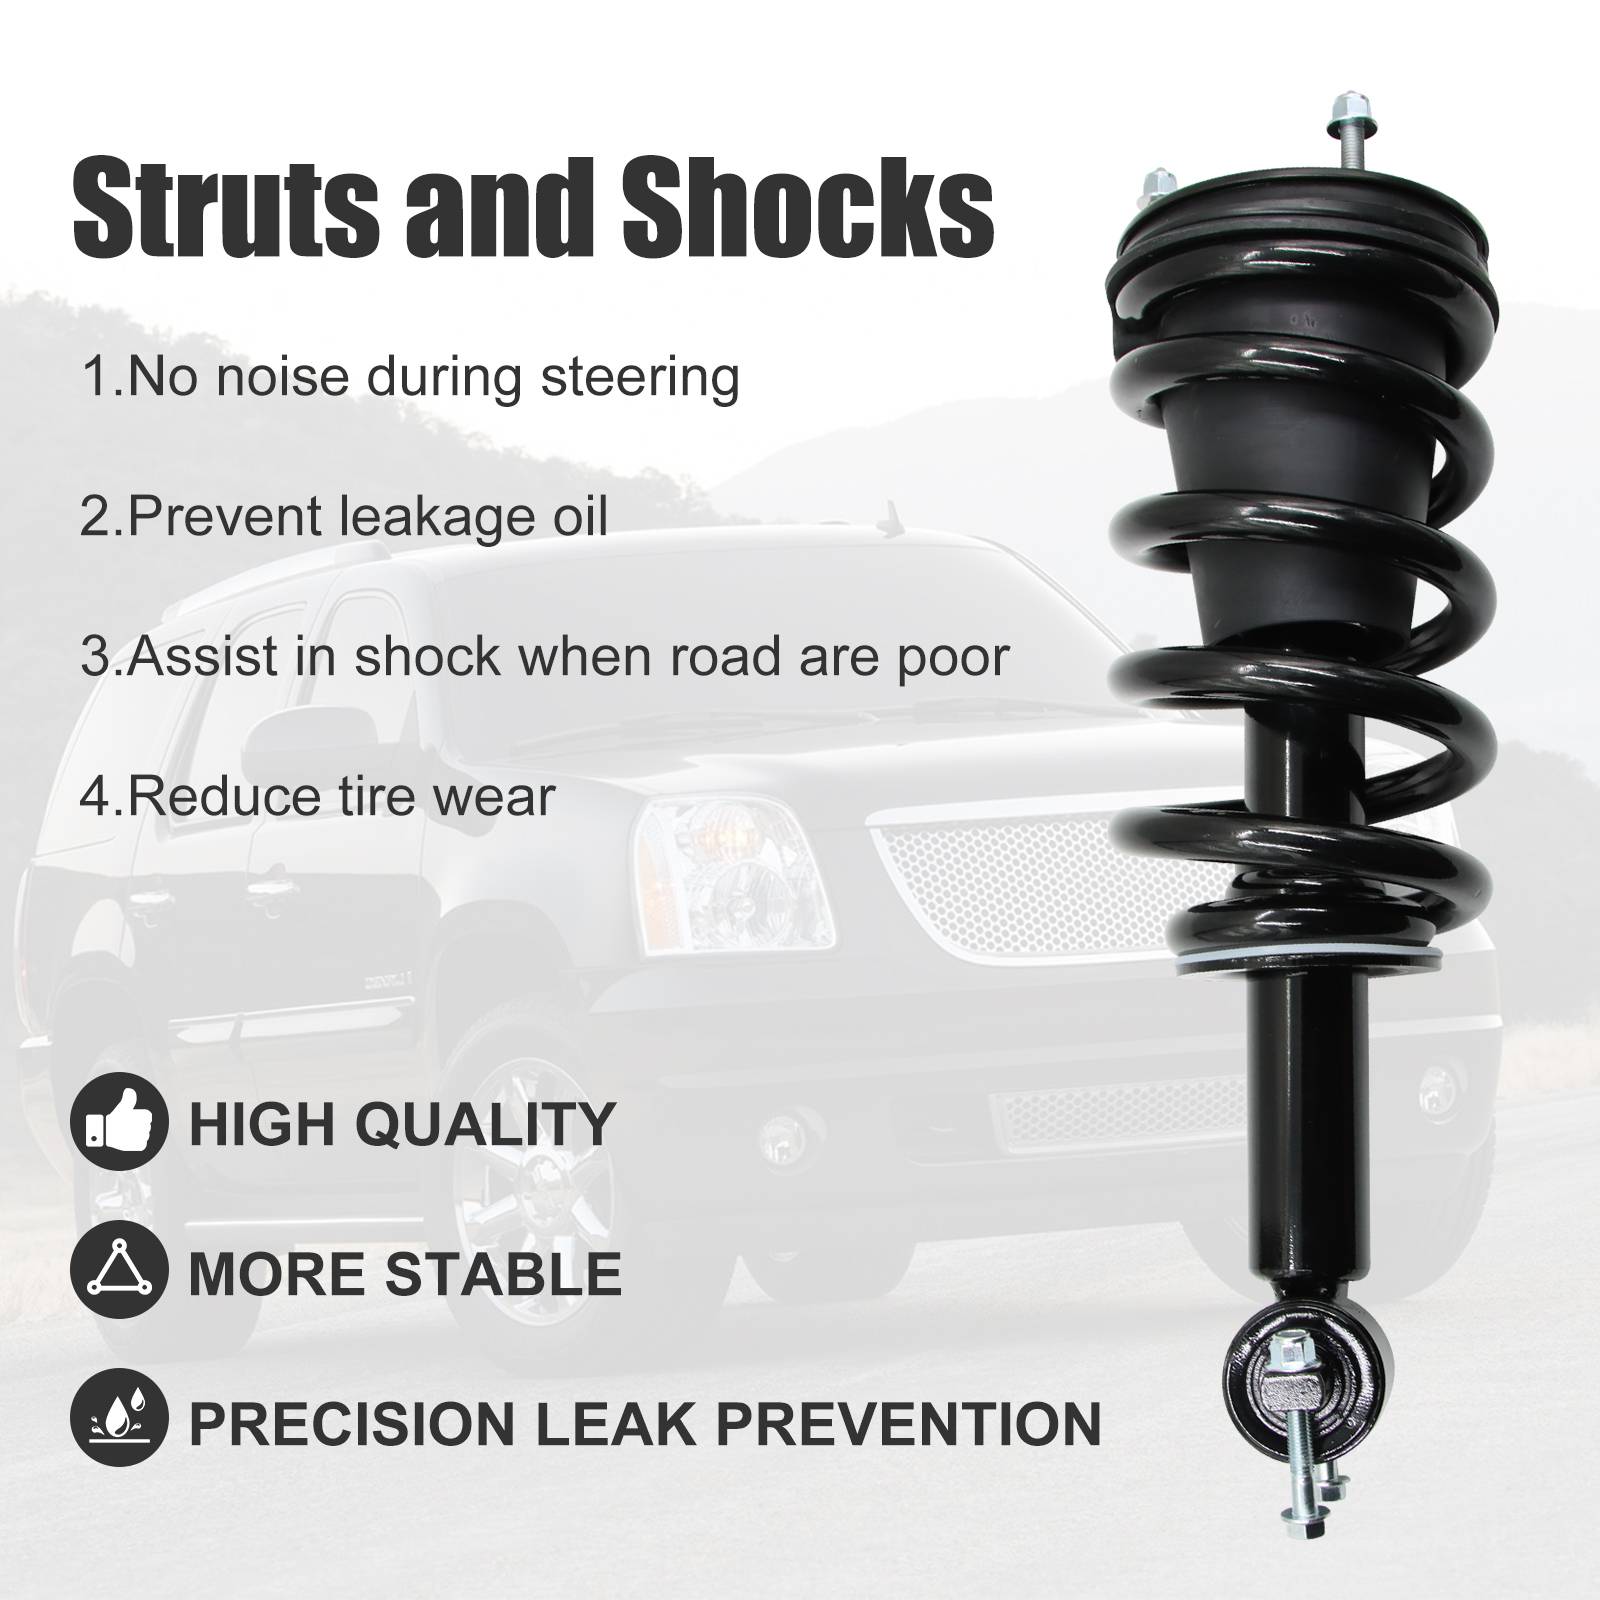 Struts and Shocks
1.No noise during steering
2.Prevent leakage oil
3.Assist in shock when road are poor
4.Reduce tire wear
DENALI
HIGH QUALITY
MORE STABLE
PRECISION LEAK PREVENTION